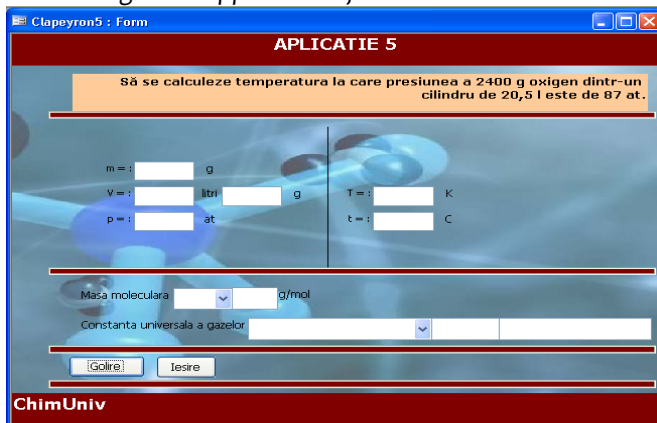 Clapeyron5 : Form
APLICATIE 5
Să se calculeze temperatura la care presiunea a 2400 g oxigen dintr-un
cilindru de 20,5 l este de 87 at.
m = : g
V = : litri g T = : K
p = : at t = : C
Masa moleculara g/mol
Constanta universala a gazelor
Golire Iesire
ChimUniv